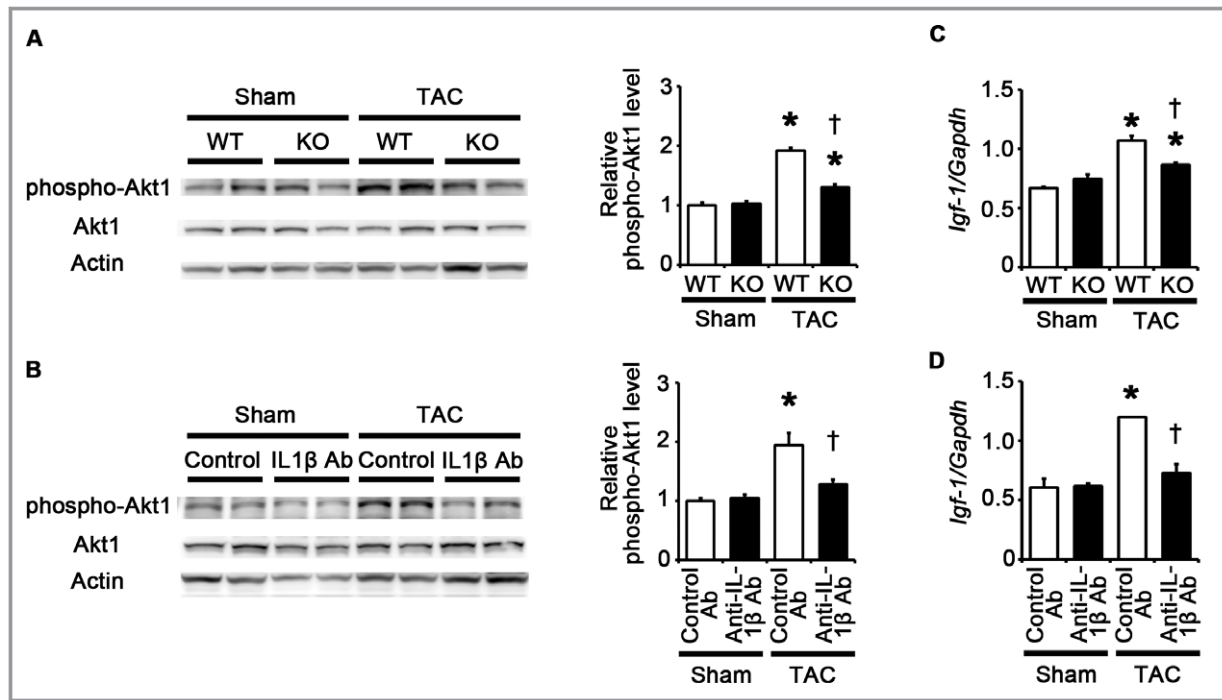 A
Sham TAC
WT KO WT KO
phospho-Akt1
Akt1
Actin
Relative
phospho-Akt1 level
3
2
1
0
* † *
WT KO WT KO
Sham TAC
C
Igf-1/Gapdh
1.5
1.0
0.5
0
* † *
WT KO WT KO
Sham TAC
B
Sham TAC
Control IL1β Ab Control IL1β Ab
phospho-Akt1
Akt1
Actin
Relative
phospho-Akt1 level
3
2
1
0
* †
Control
Ab
Anti-IL-
1β Ab
Control
Ab
Anti-IL-
1β Ab
Sham TAC
D
Igf-1/Gapdh
1.5
1.0
0.5
0
* †
Control
Ab
Anti-IL-
1β Ab
Control
Ab
Anti-IL-
1β Ab
Sham TAC